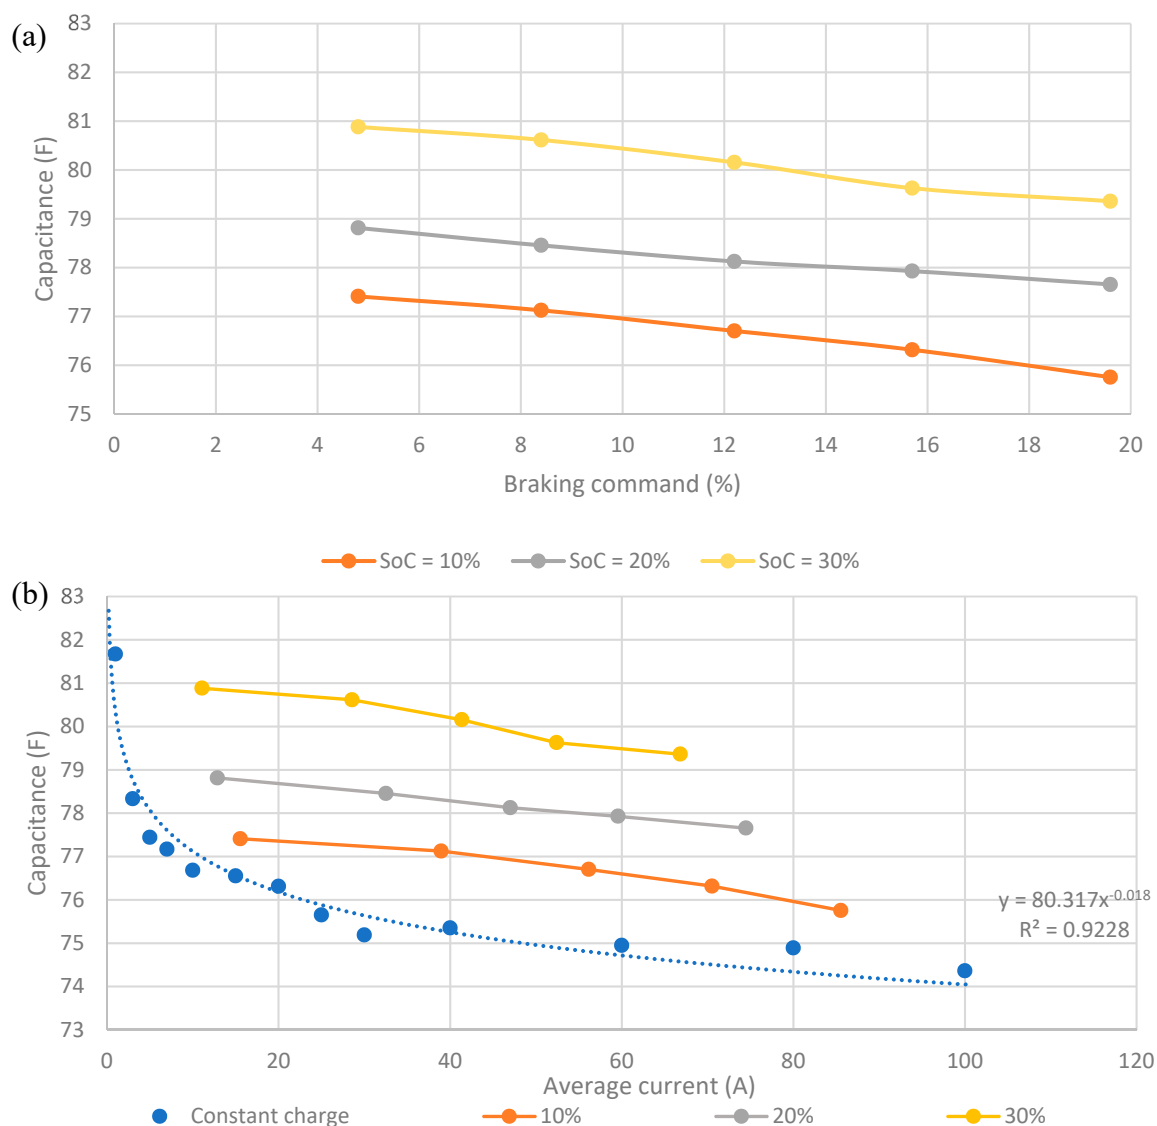 (a)
Capacitance (F)
83
82
81
80
79
78
77
76
75
0 2 4 6 8 10 12 14 16 18 20
Braking command (%)
SoC = 10% SoC = 20% SoC = 30%
(b)
Capacitance (F)
83
82
81
80
79
78
77
76
75
74
73
y = 80.317x^-0.018
R² = 0.9228
0 20 40 60 80 100 120
Average current (A)
Constant charge 10% 20% 30%